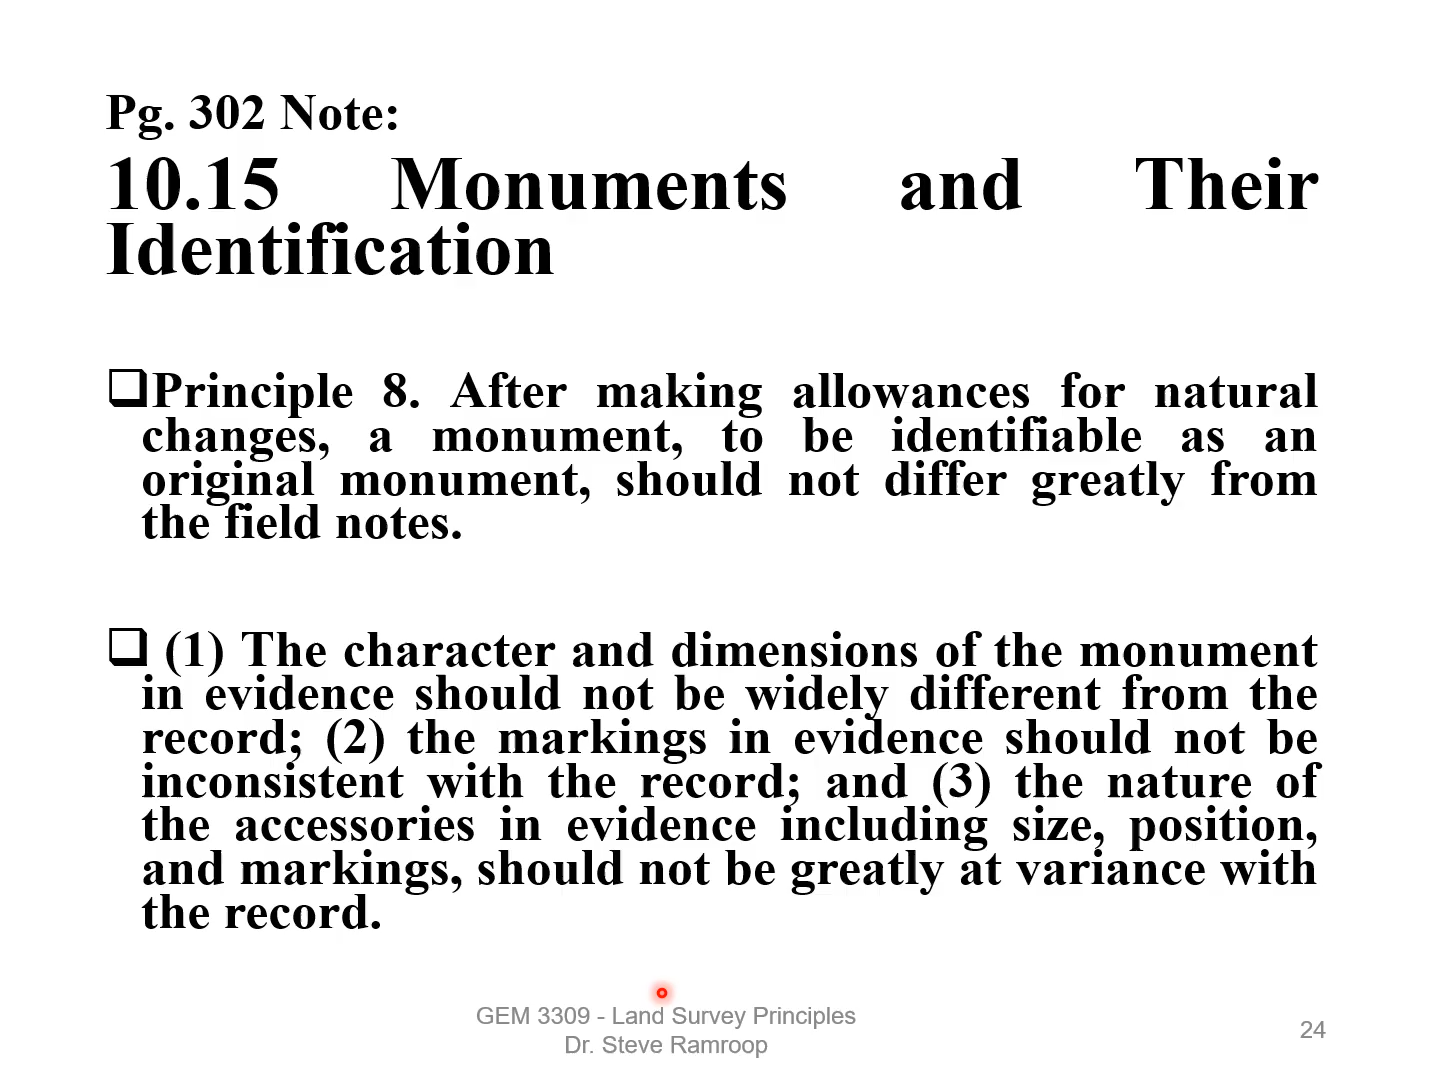 Pg. 302 Note:
10.15 Monuments and Their
Identification
Principle 8. After making allowances for natural
changes, a monument, to be identifiable as an
original monument, should not differ greatly from
the field notes.
(1) The character and dimensions of the monument
in evidence should not be widely different from the
record; (2) the markings in evidence should not be
inconsistent with the record; and (3) the nature of
the accessories in evidence including size, position,
and markings, should not be greatly at variance with
the record.
GEM 3309 - Land Survey Principles
Dr. Steve Ramroop
24